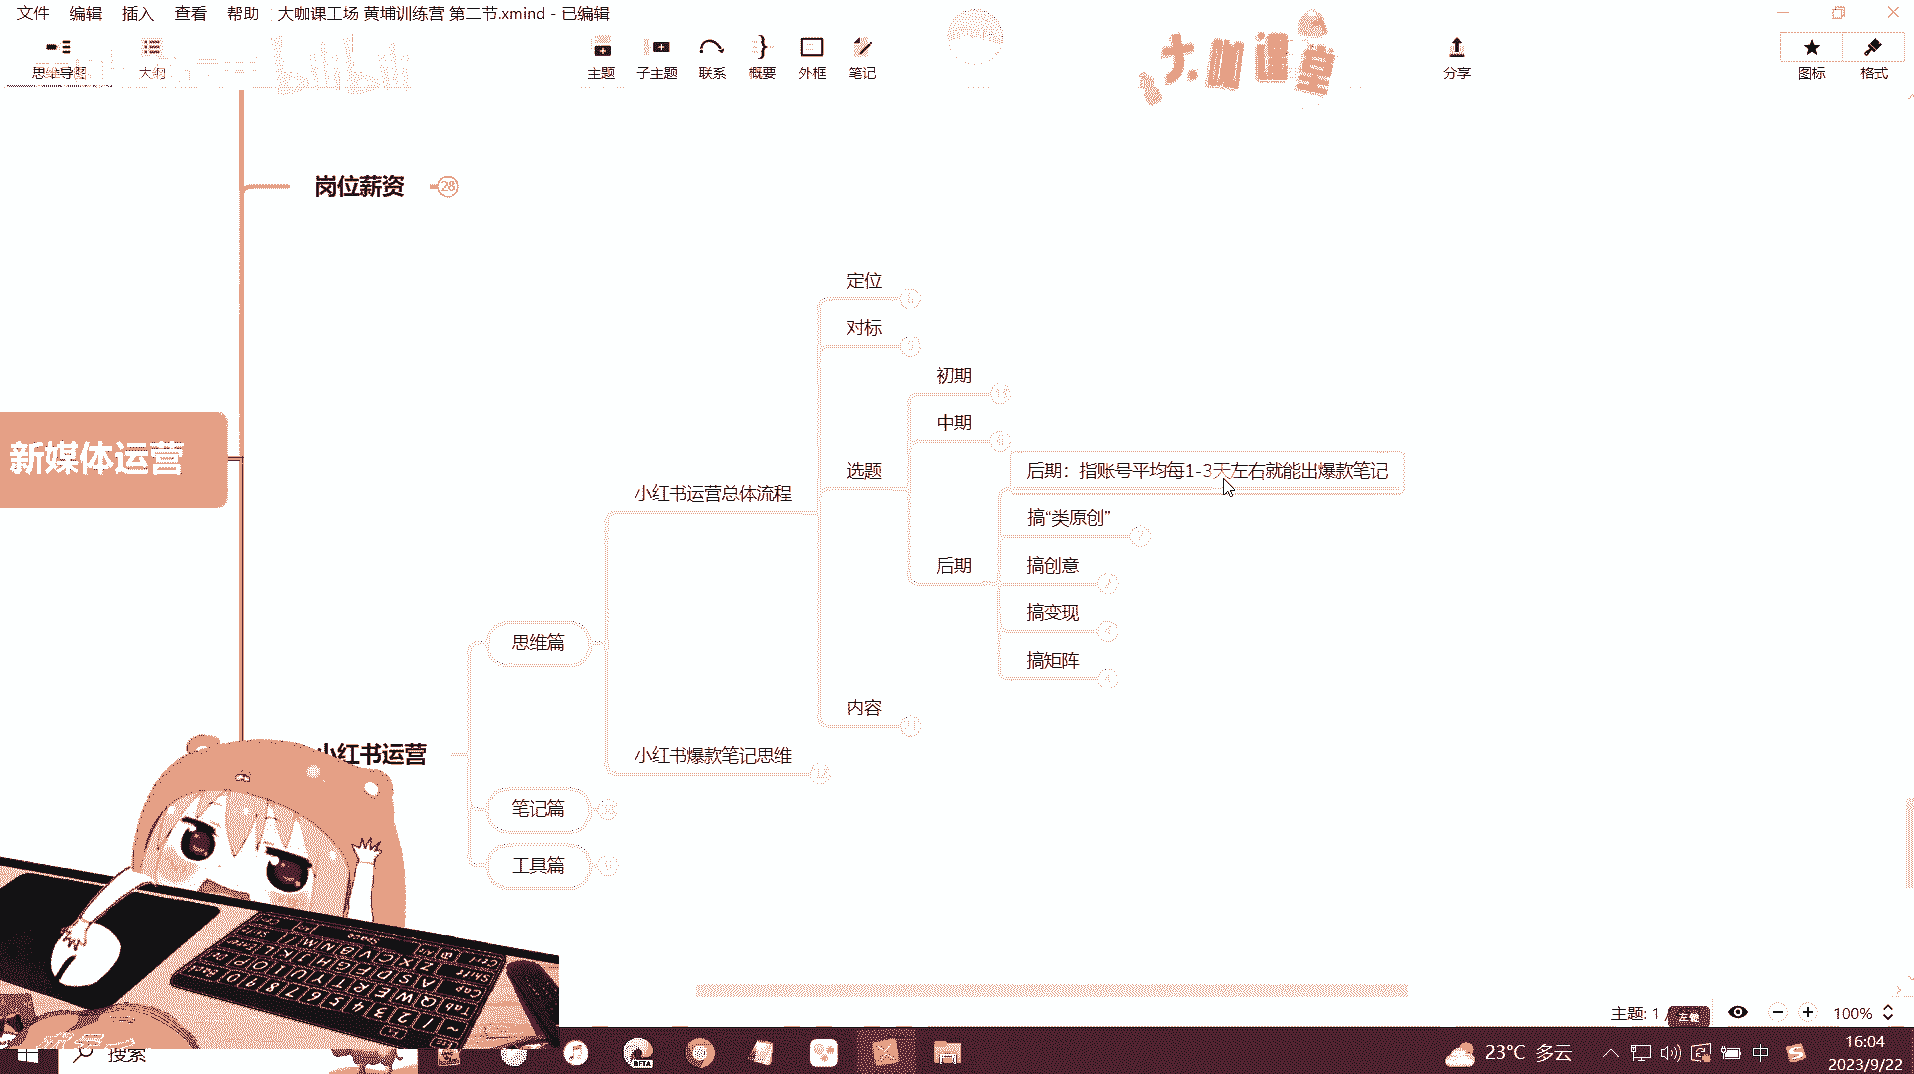 文件 编辑 插入 查看 帮助 大咖课工场 黄埔训练营 第二节.xmind - 已编辑
思维导图 大纲 主题 子主题 联系 概要 外框 笔记 分享 图标 格式
bilibili
大咖课堂
岗位薪资 28
定位
对标
初期
中期
选题
后期：指账号平均每1-3天左右就能出爆款笔记
小红书运营总体流程
搞“类原创”
后期
搞创意
搞变现
搞矩阵
新媒体运营
思维篇
内容
小红书运营
小红书爆款笔记思维
笔记篇
工具篇
主题: 1 /
100%
搜索
BETA
23°C 多云
中
16:04
2023/9/22